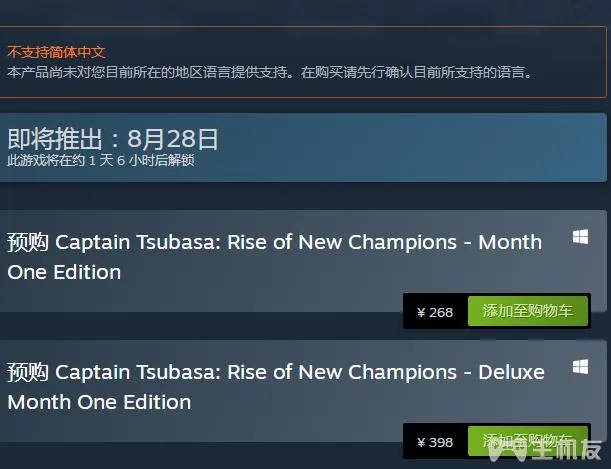 不支持简体中文
本产品尚未对您目前所在的地区语言提供支持。在购买请先行确认目前所支持的语言。
即将推出：8月28日
此游戏将在约 1 天 6 小时后解锁
预购 Captain Tsubasa: Rise of New Champions - Month
One Edition
¥ 268
添加至购物车
预购 Captain Tsubasa: Rise of New Champions - Deluxe
Month One Edition
¥ 398
添加至购物车
主机友